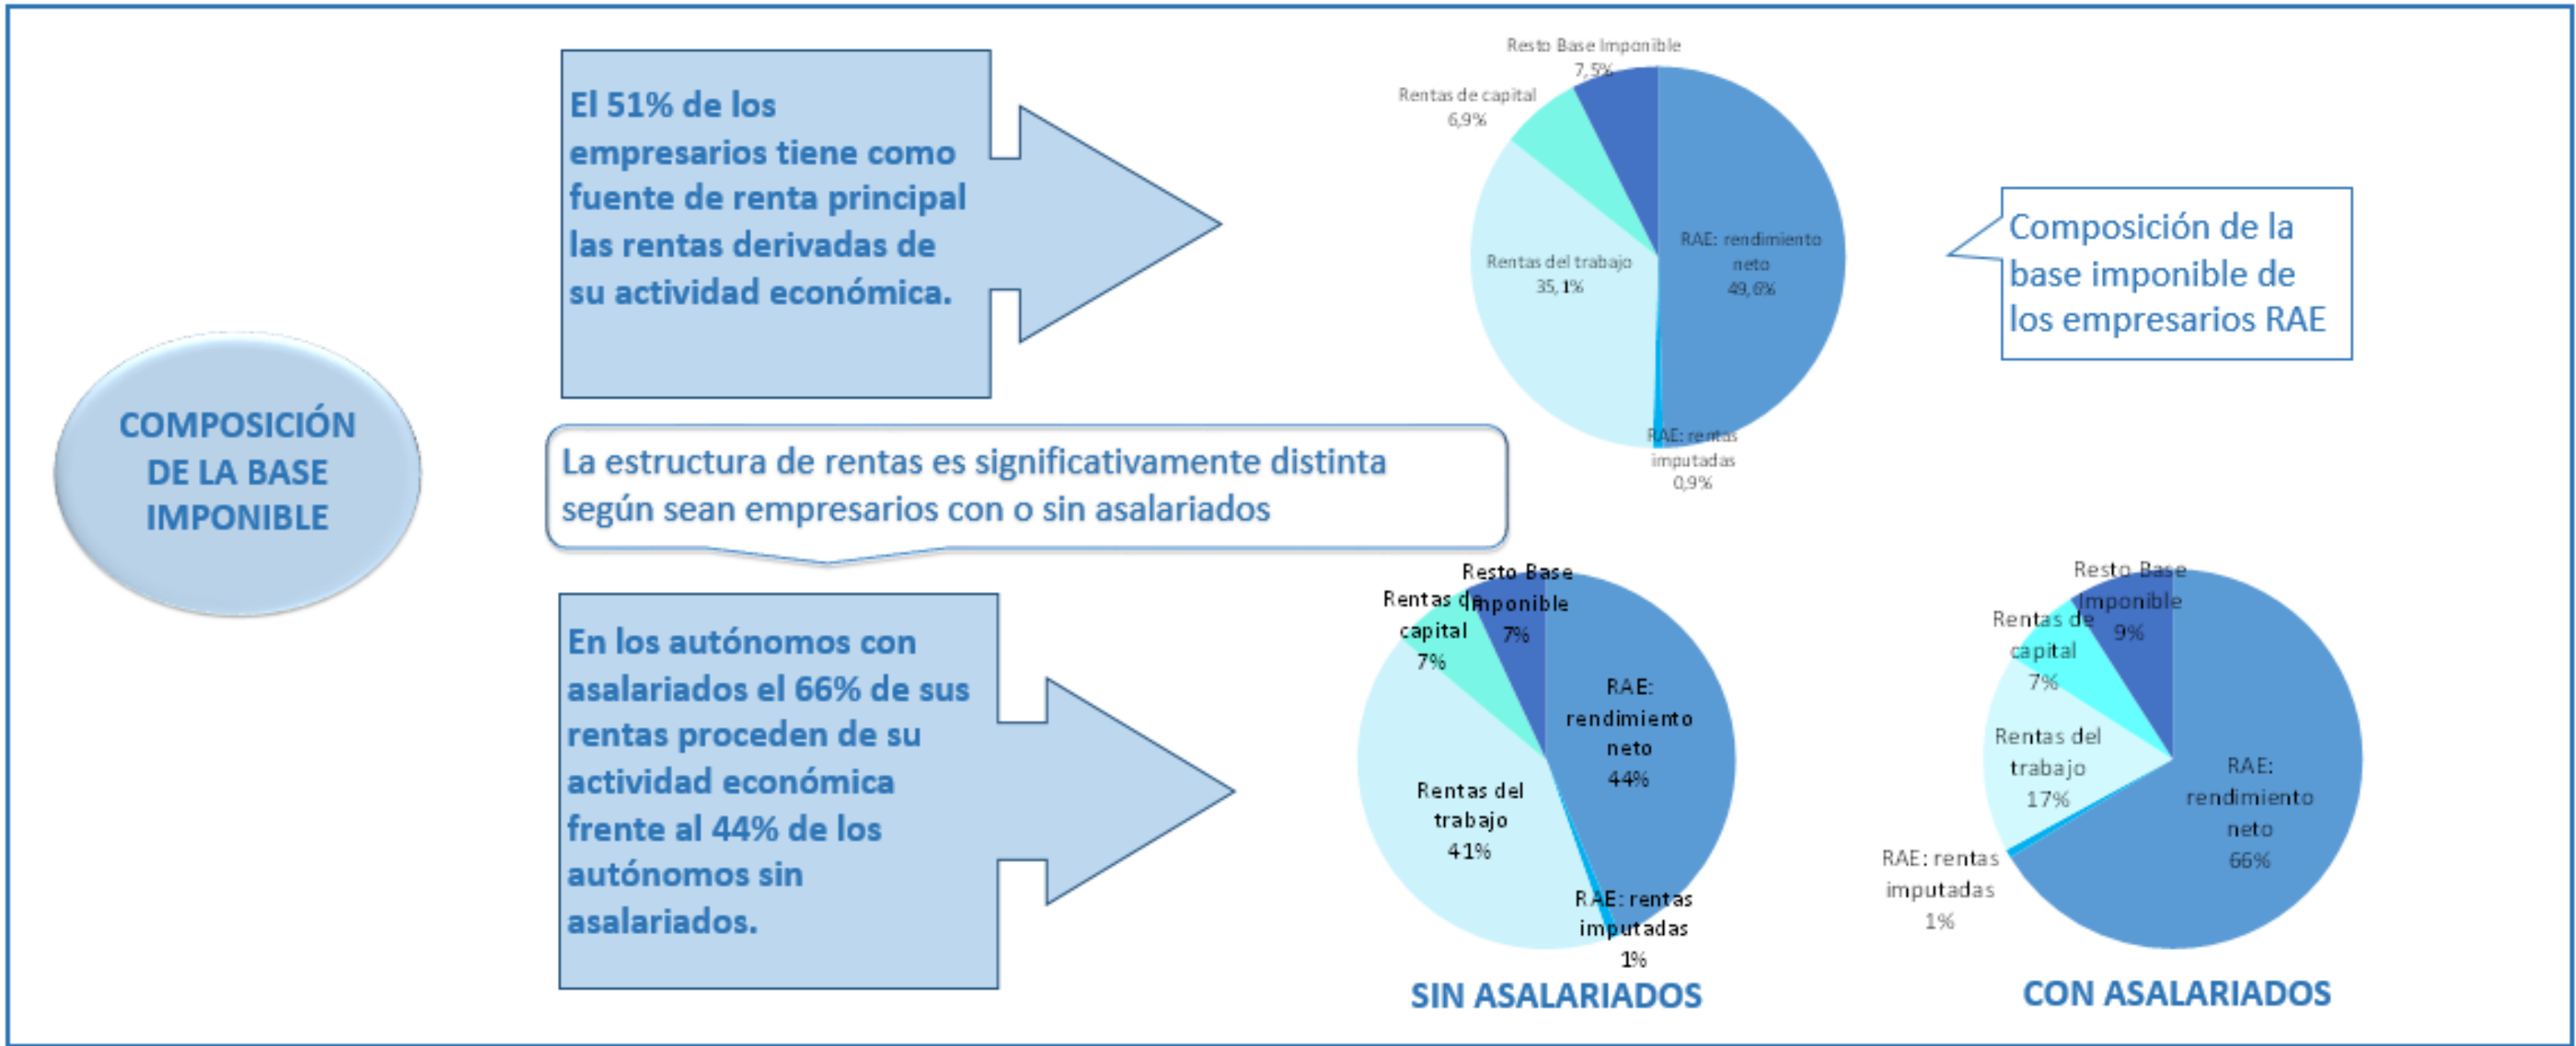 COMPOSICIÓN
DE LA BASE
IMPONIBLE
El 51% de los
empresarios tiene como
fuente de renta principal
las rentas derivadas de
su actividad económica.
Resto Base Imponible
7,5%
Rentas de capital
6,9%
Rentas del trabajo
35,1%
RAE: rendimiento
neto
49,6%
RAE: rentas
imputadas
0,9%
Composición de la
base imponible de
los empresarios RAE
La estructura de rentas es significativamente distinta
según sean empresarios con o sin asalariados
En los autónomos con
asalariados el 66% de sus
rentas proceden de su
actividad económica
frente al 44% de los
autónomos sin
asalariados.
Resto Base
Imponible
7%
Rentas de
capital
7%
RAE:
rendimiento
neto
44%
Rentas del
trabajo
41%
RAE: rentas
imputadas
1%
SIN ASALARIADOS
Resto Base
Imponible
9%
Rentas de
capital
7%
Rentas del
trabajo
17%
RAE:
rendimiento
neto
66%
RAE: rentas
imputadas
1%
CON ASALARIADOS